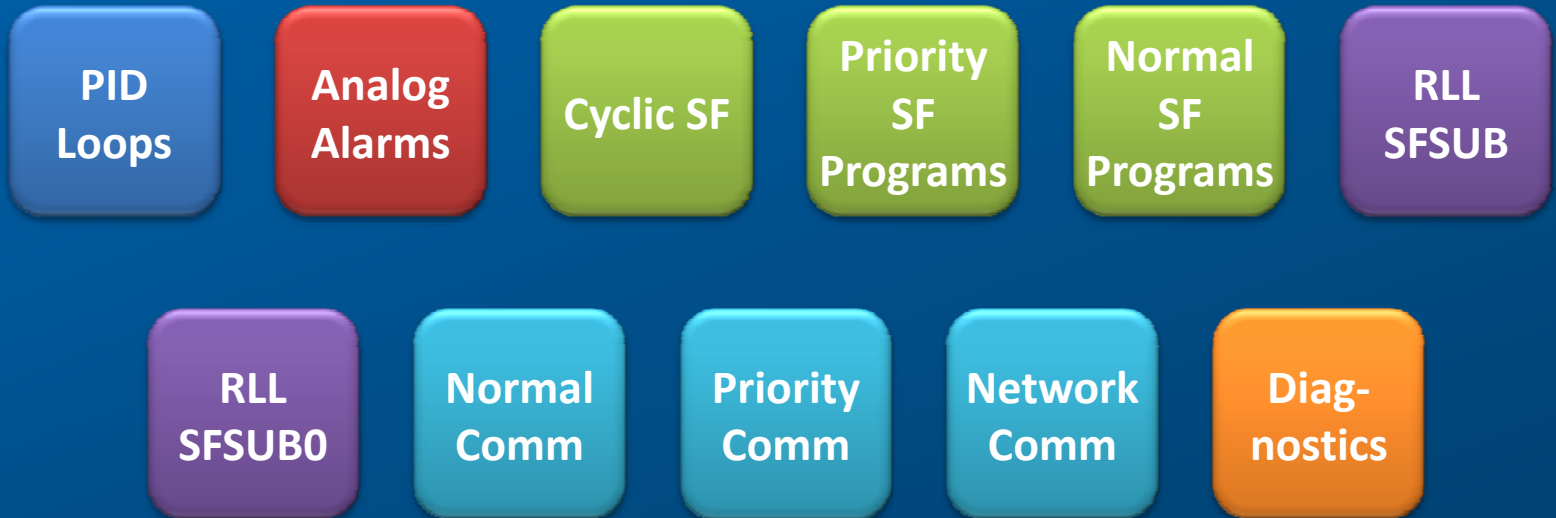 PID
Loops
Analog
Alarms
Cyclic SF
Priority
SF
Programs
Normal
SF
Programs
RLL
SFSUB
RLL
SFSUB0
Normal
Comm
Priority
Comm
Network
Comm
Diag-
nostics